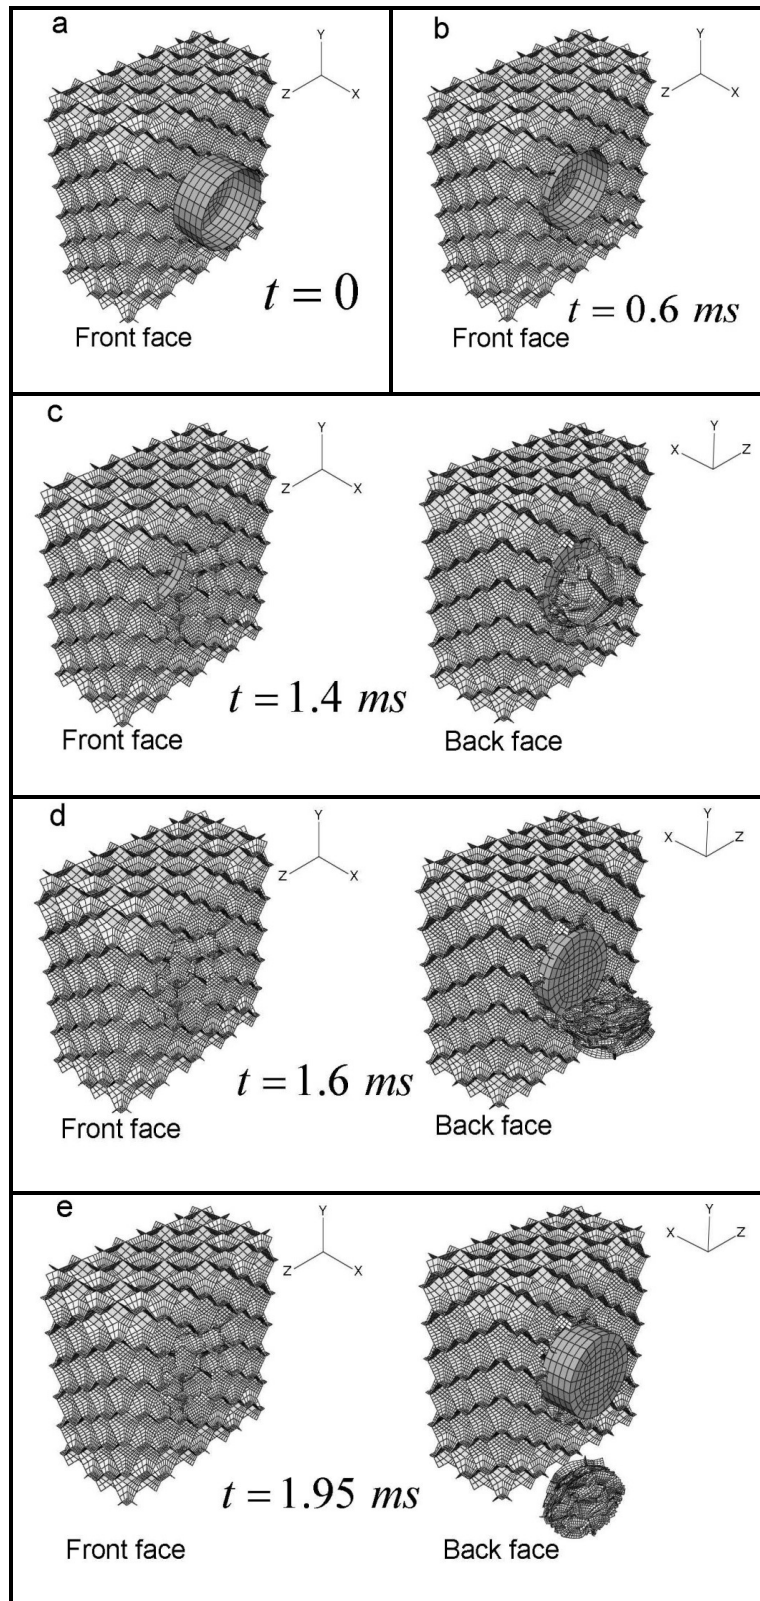 a
Y
Z
X
t = 0
Front face
b
Y
Z
X
t = 0.6 ms
Front face
c
Y
Z
X
Y
X
Z
t = 1.4 ms
Front face
Back face
d
Y
Z
X
Y
X
Z
t = 1.6 ms
Front face
Back face
e
Y
Z
X
Y
X
Z
t = 1.95 ms
Front face
Back face